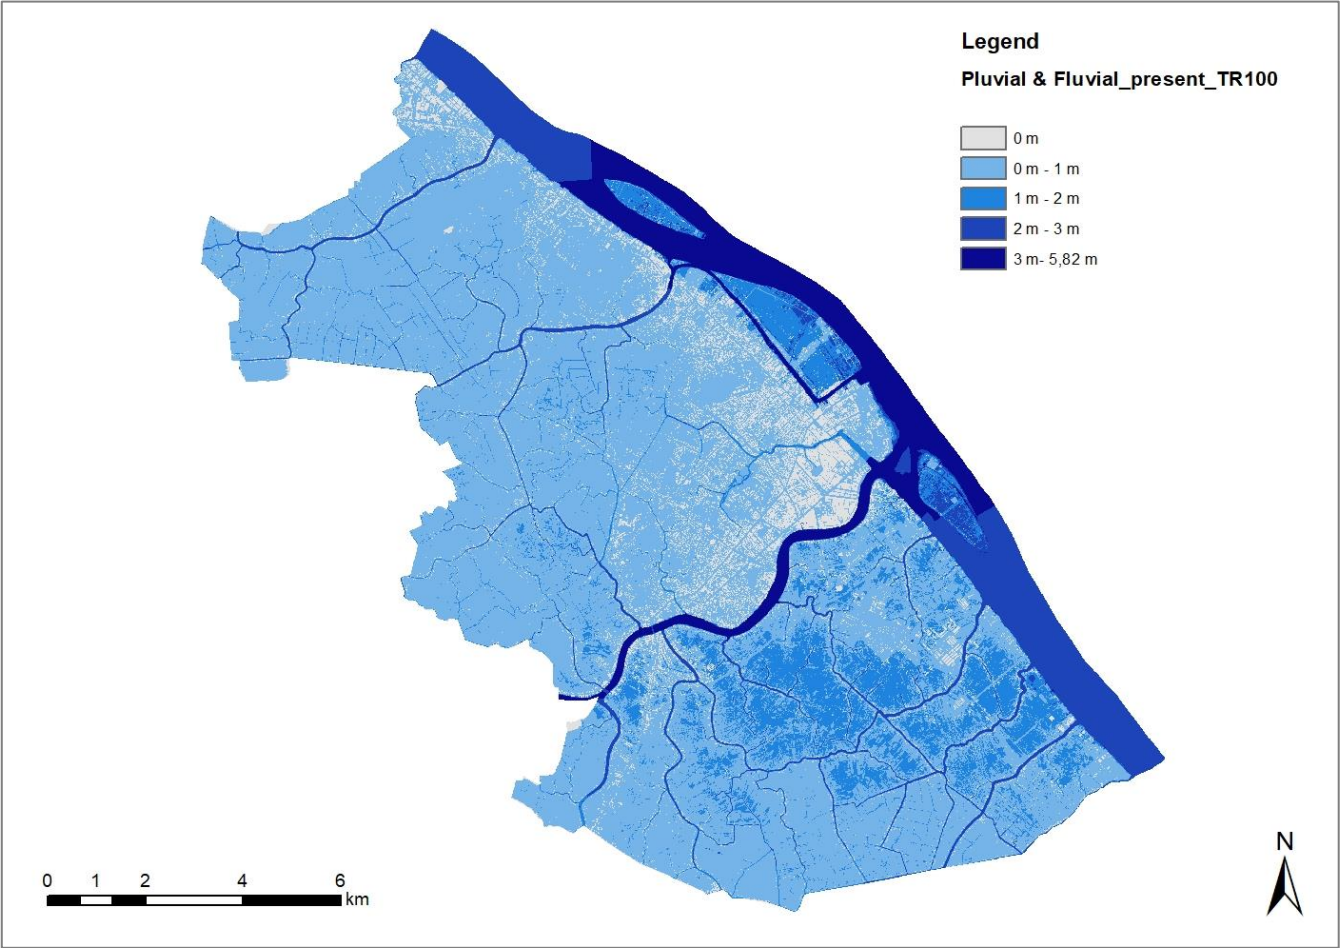 Legend
Pluvial & Fluvial_present_TR100
0 m
0 m - 1 m
1 m - 2 m
2 m - 3 m
3 m- 5,82 m
N
0 1 2 4 6
km